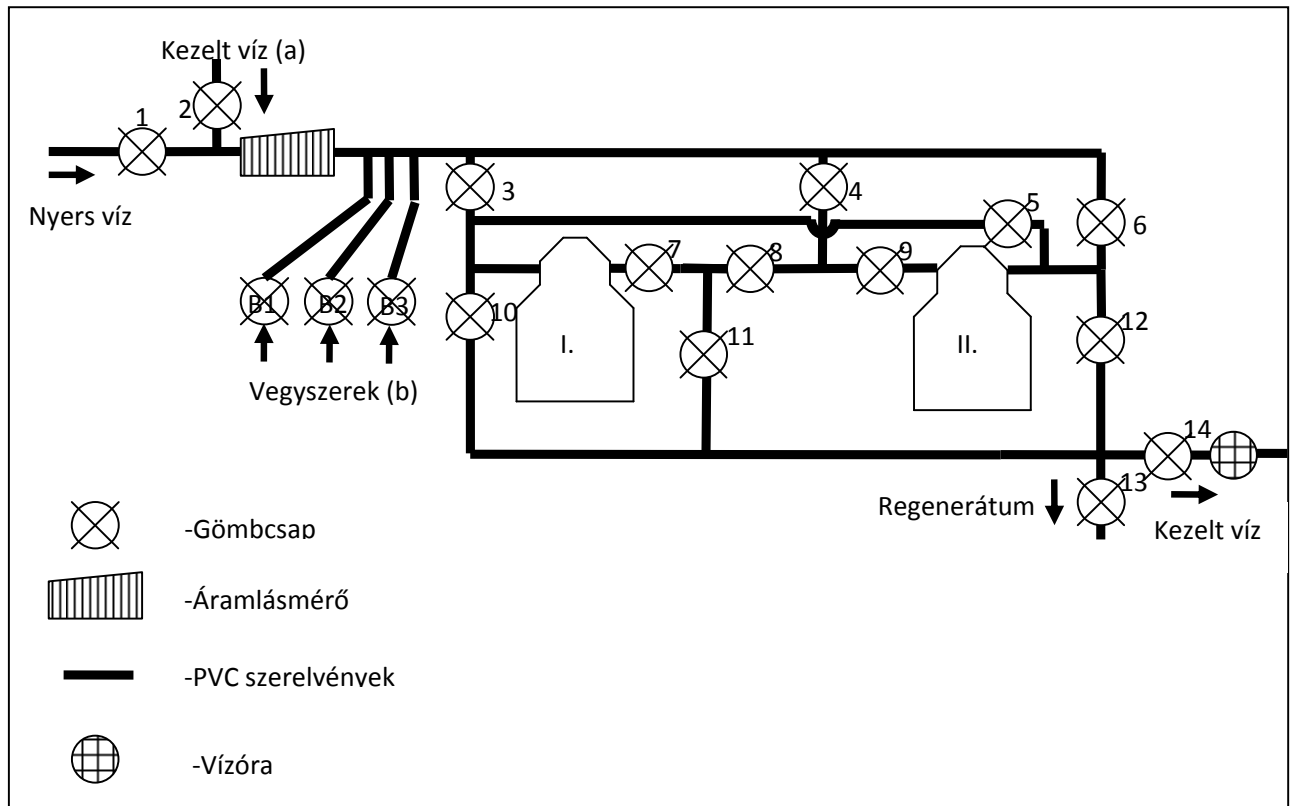 Kezelt víz (a)
1
2
Nyers víz
3
4
5
6
7
8
9
B1
B2
B3
10
11
12
I.
II.
Vegyszerek (b)
14
13
Regenerátum
Kezelt víz
-Gömbcsap
-Áramlásmérő
-PVC szerelvények
-Vízóra